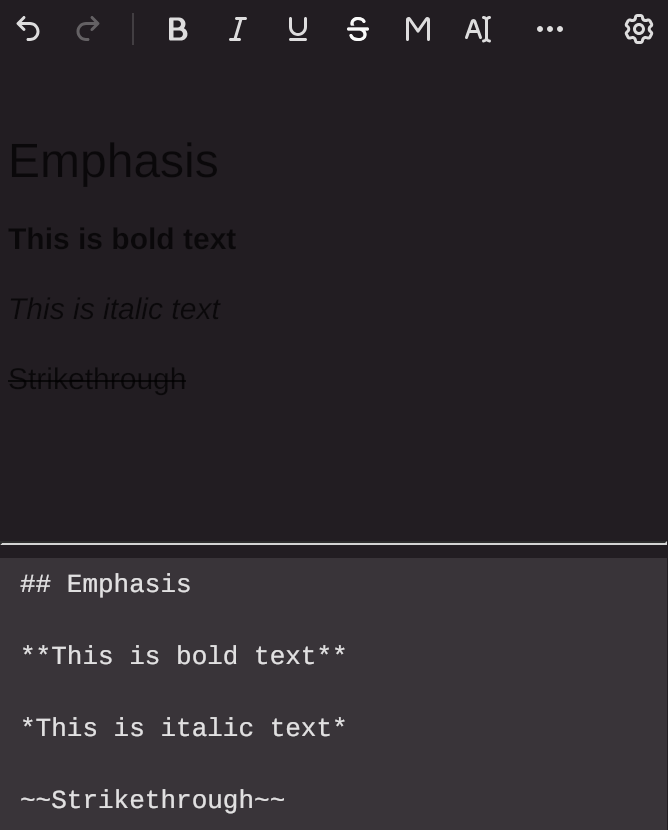 B I U S M A
Emphasis
This is bold text
This is italic text
Strikethrough
## Emphasis
**This is bold text**
*This is italic text*
~~Strikethrough~~